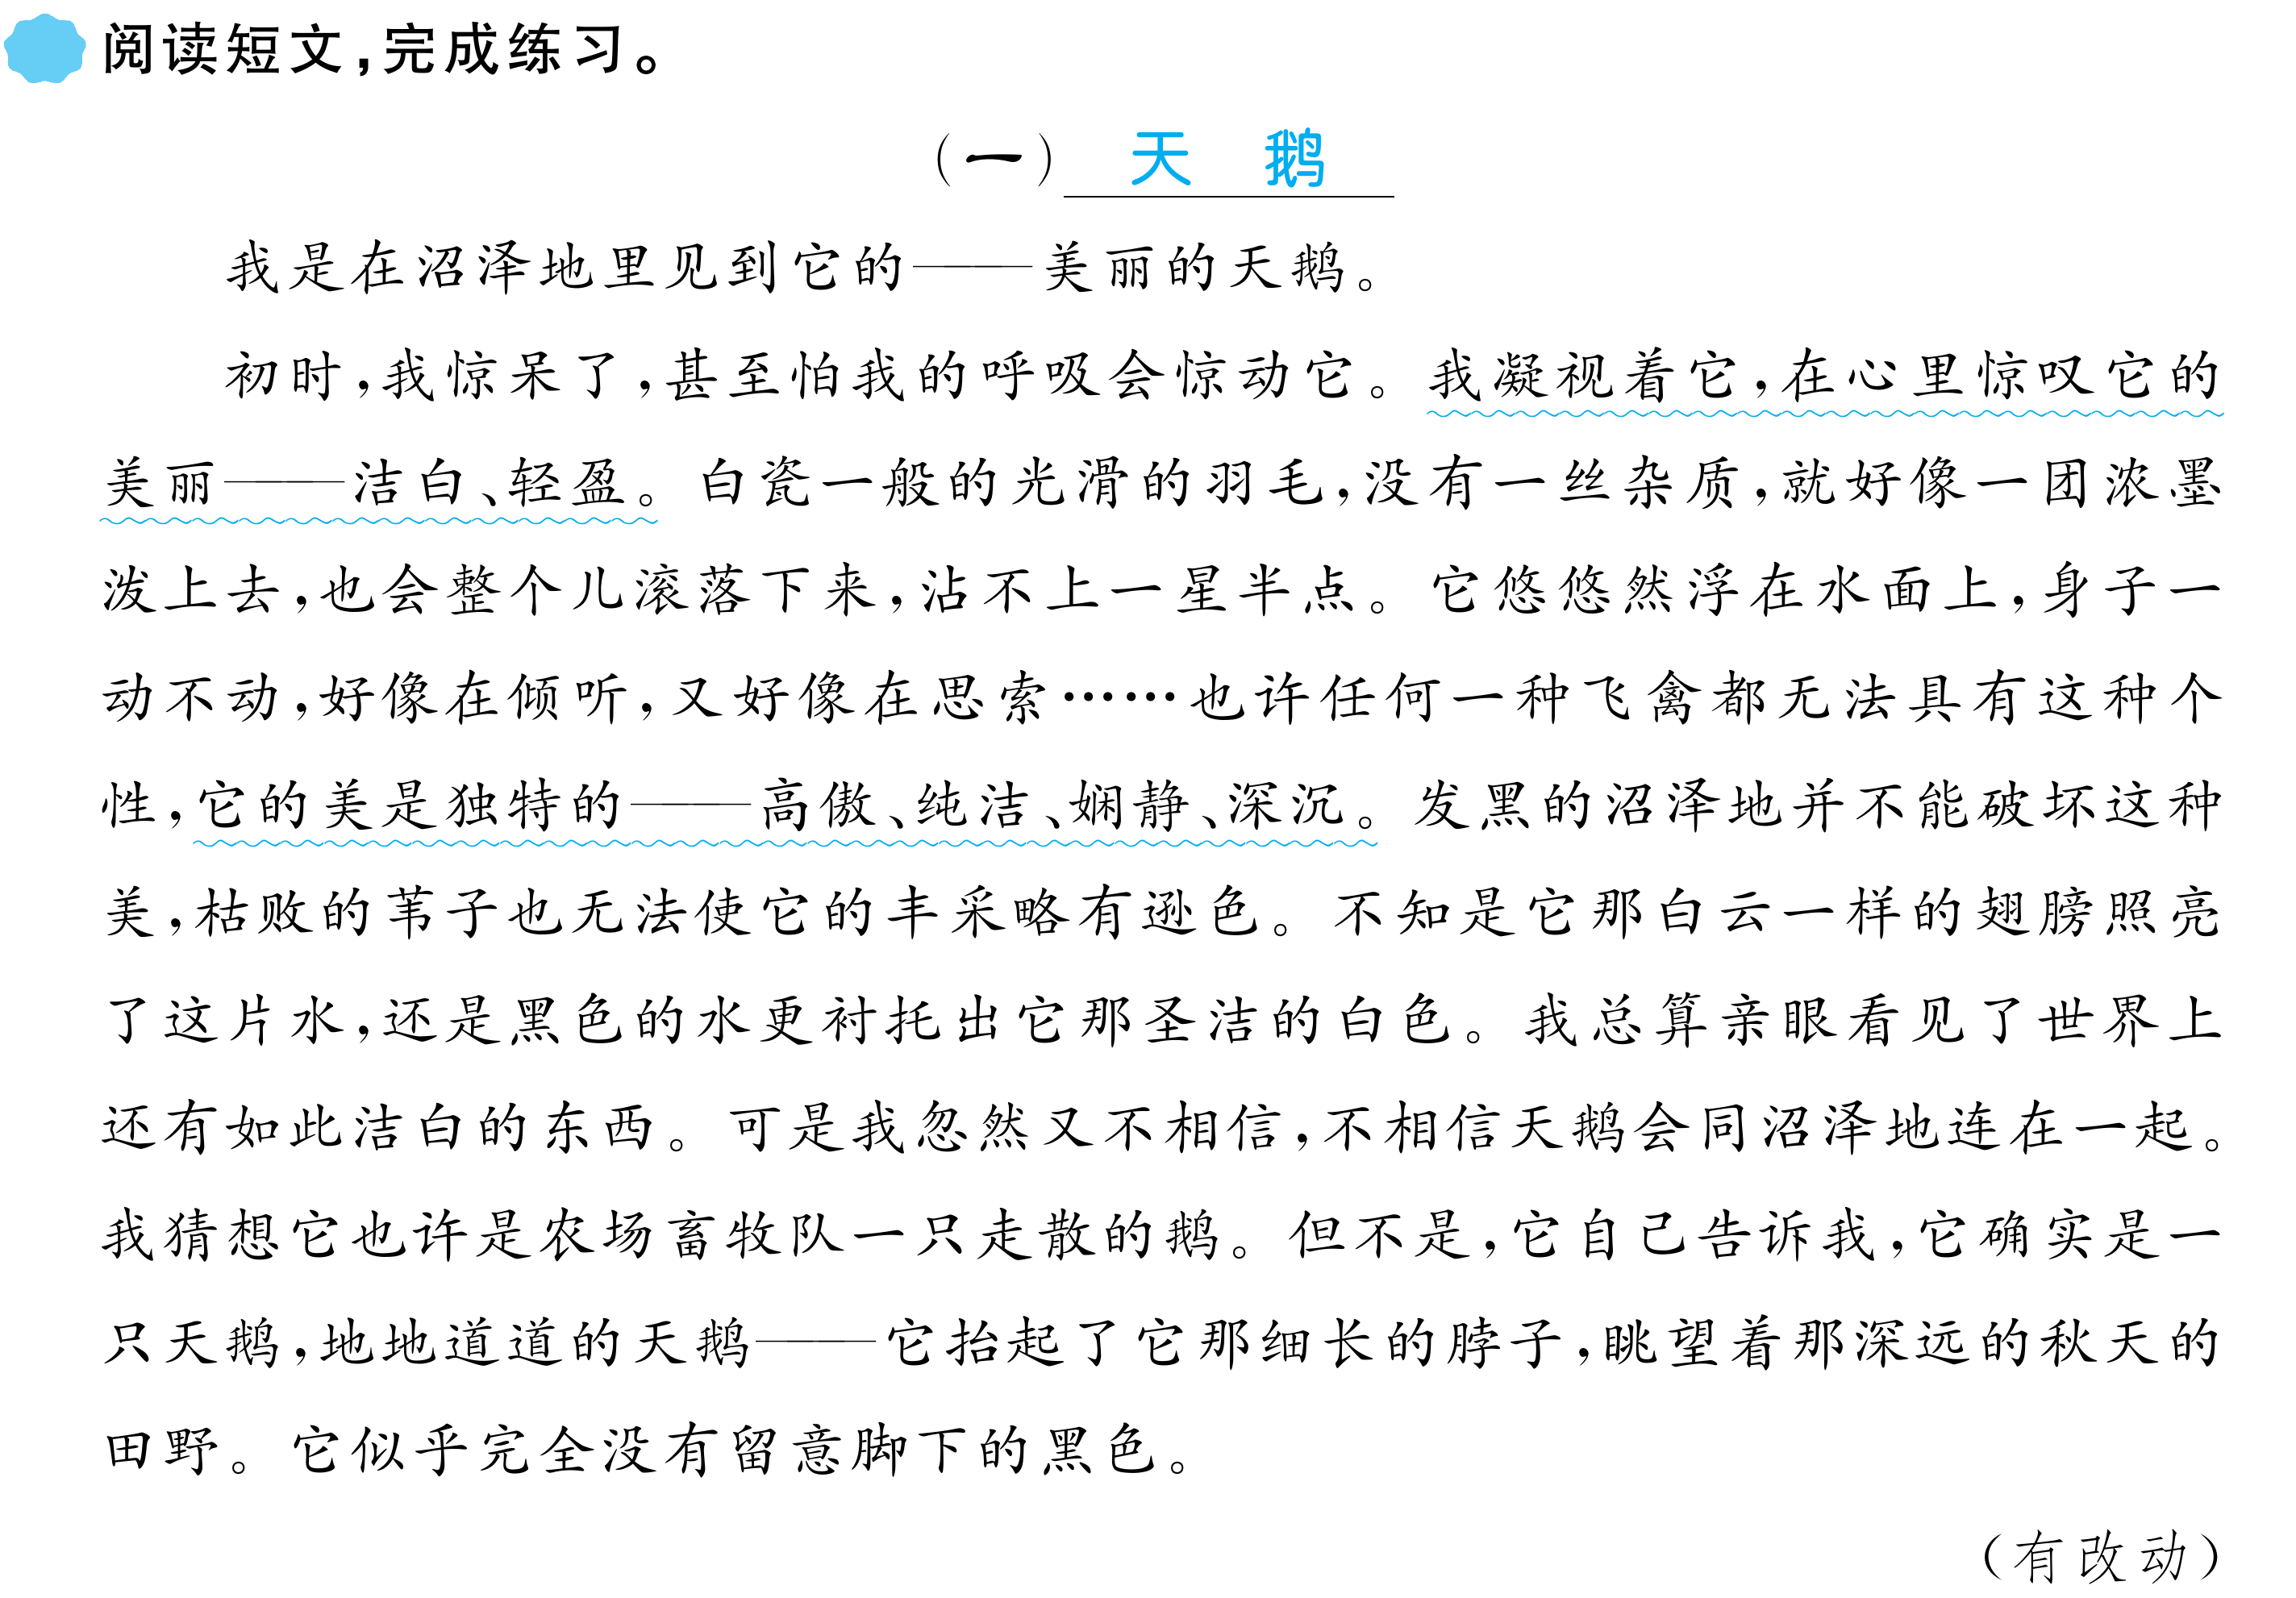 阅读短文,完成练习。
(一) 天 鹅
我是在沼泽地里见到它的——美丽的天鹅。
初时,我惊呆了,甚至怕我的呼吸会惊动它。我凝视着它,在心里惊叹它的
美丽——洁白、轻盈。白瓷一般的光滑的羽毛,没有一丝杂质,就好像一团浓墨
泼上去,也会整个儿滚落下来,沾不上一星半点。它悠悠然浮在水面上,身子一
动不动,好像在倾听,又好像在思索……也许任何一种飞禽都无法具有这种个
性,它的美是独特的——高傲、纯洁、娴静、深沉。发黑的沼泽地并不能破坏这种
美,枯败的苇子也无法使它的丰采略有逊色。不知是它那白云一样的翅膀照亮
了这片水,还是黑色的水更衬托出它那圣洁的白色。我总算亲眼看见了世界上
还有如此洁白的东西。可是我忽然又不相信,不相信天鹅会同沼泽地连在一起。
我猜想它也许是农场畜牧队一只走散的鹅。但不是,它自己告诉我,它确实是一
只天鹅,地地道道的天鹅——它抬起了它那细长的脖子,眺望着那深远的秋天的
田野。它似乎完全没有留意脚下的黑色。
(有改动)